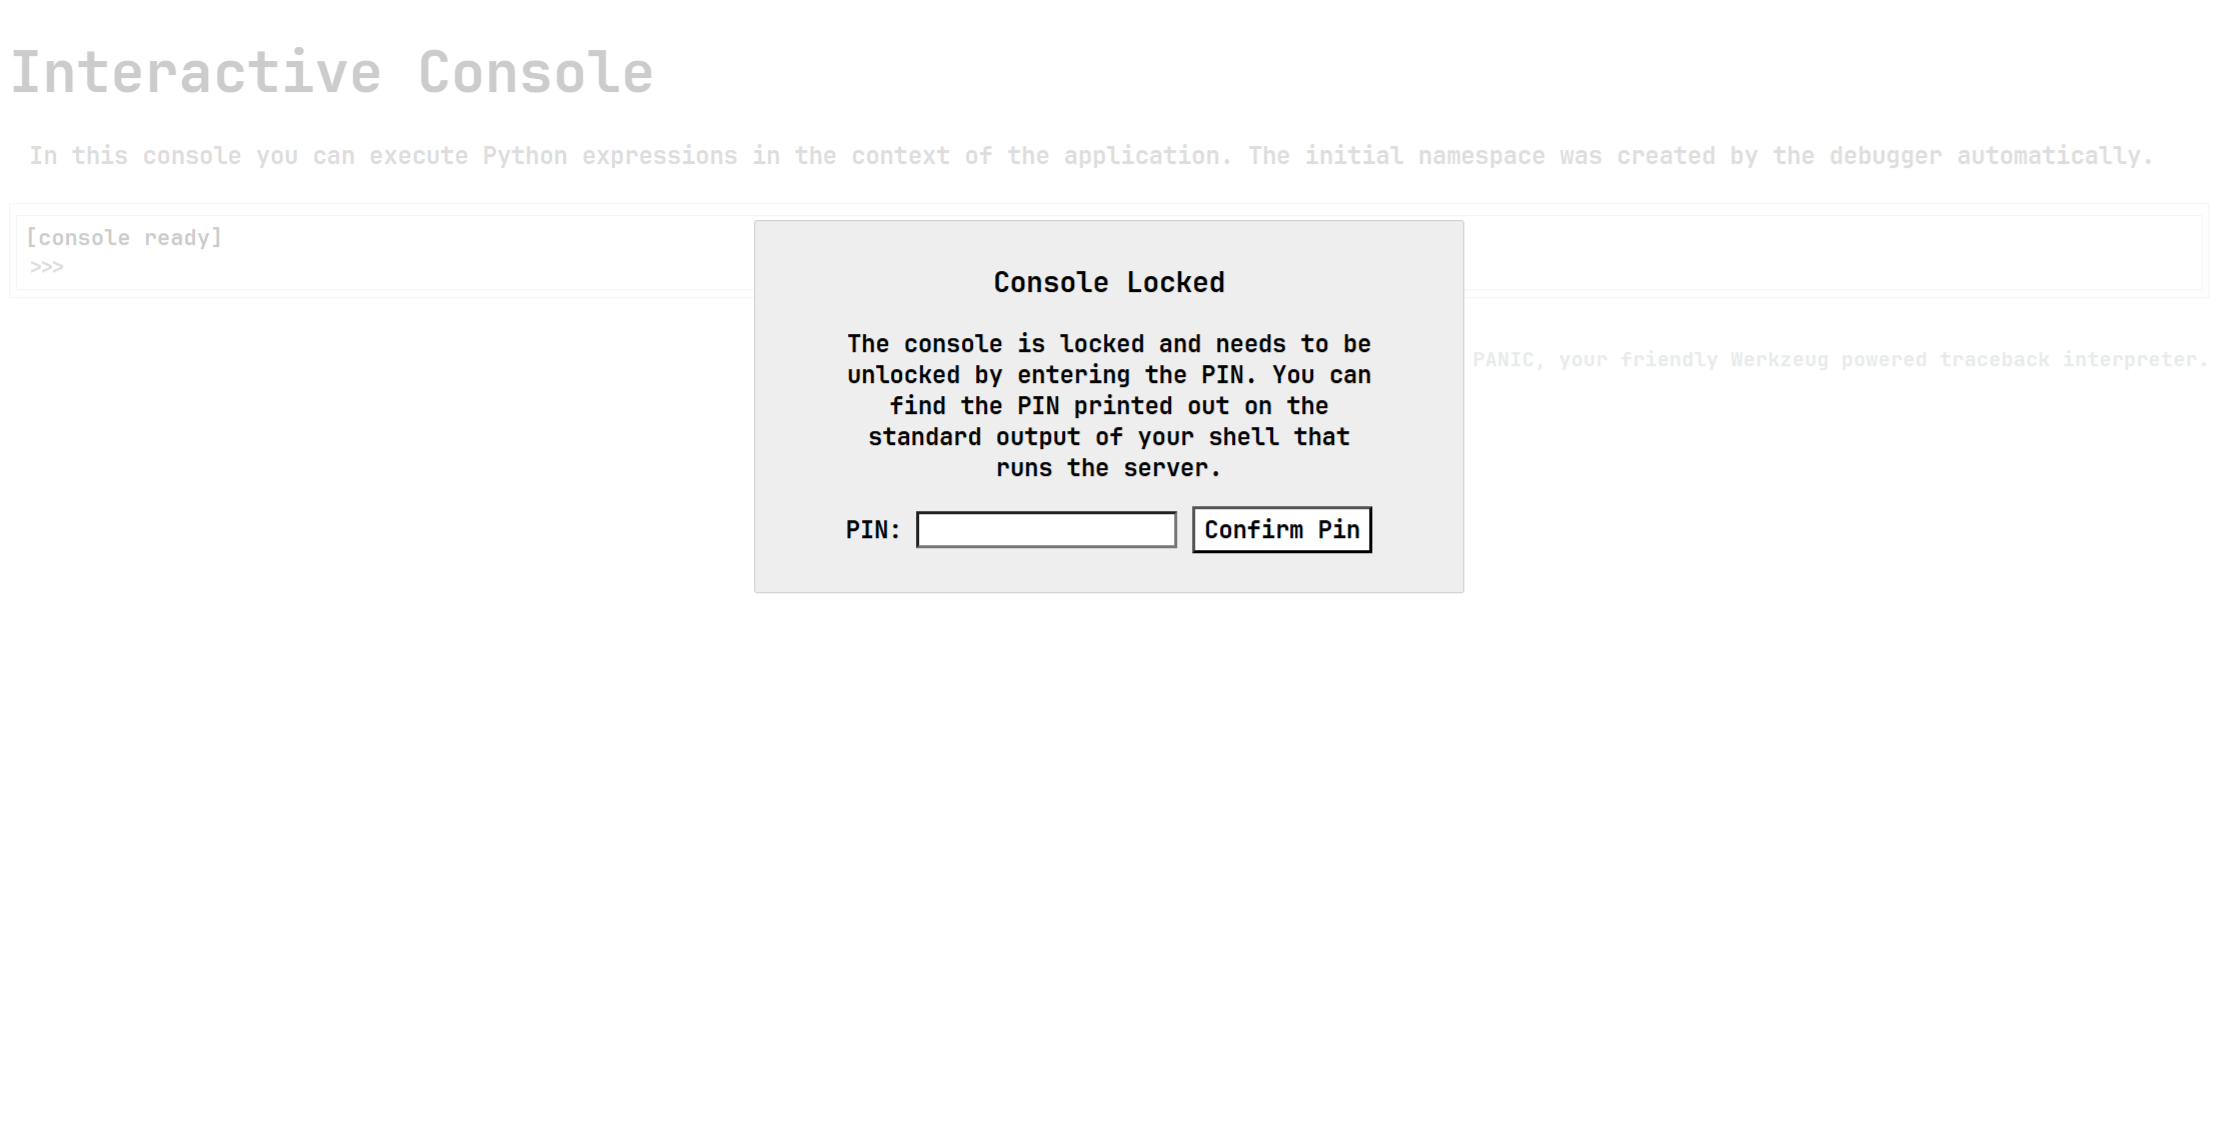 Interactive Console
In this console you can execute Python expressions in the context of the application. The initial namespace was created by the debugger automatically.
[console ready]
>>>
Console Locked
The console is locked and needs to be
unlocked by entering the PIN. You can
find the PIN printed out on the
standard output of your shell that
runs the server.
PIN:
Confirm Pin
PANIC, your friendly Werkzeug powered traceback interpreter.